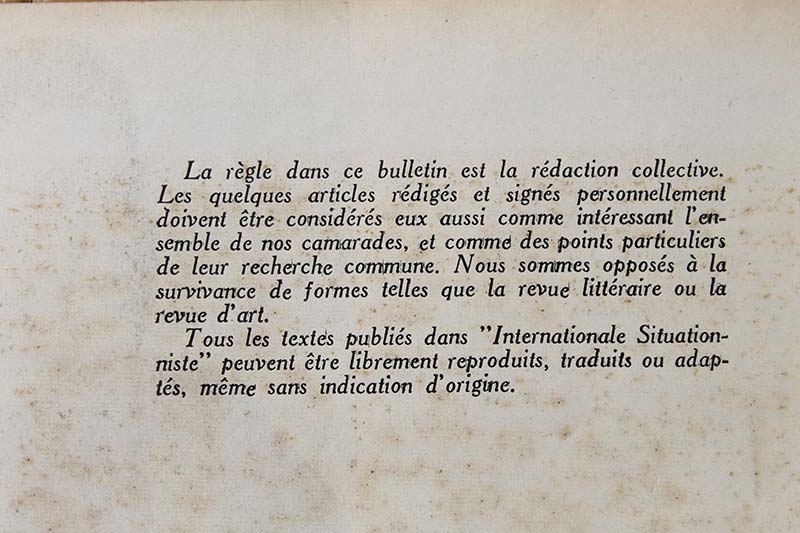 La règle dans ce bulletin est la rédaction collective.
Les quelques articles rédigés et signés personnellement
doivent être considérés eux aussi comme intéressant l'en-
semble de nos camarades, et comme des points particuliers
de leur recherche commune. Nous sommes opposés à la
survivance de formes telles que la revue littéraire ou la
revue d'art.
Tous les textes publiés dans "Internationale Situation-
niste" peuvent être librement reproduits, traduits ou adap-
tés, même sans indication d'origine.